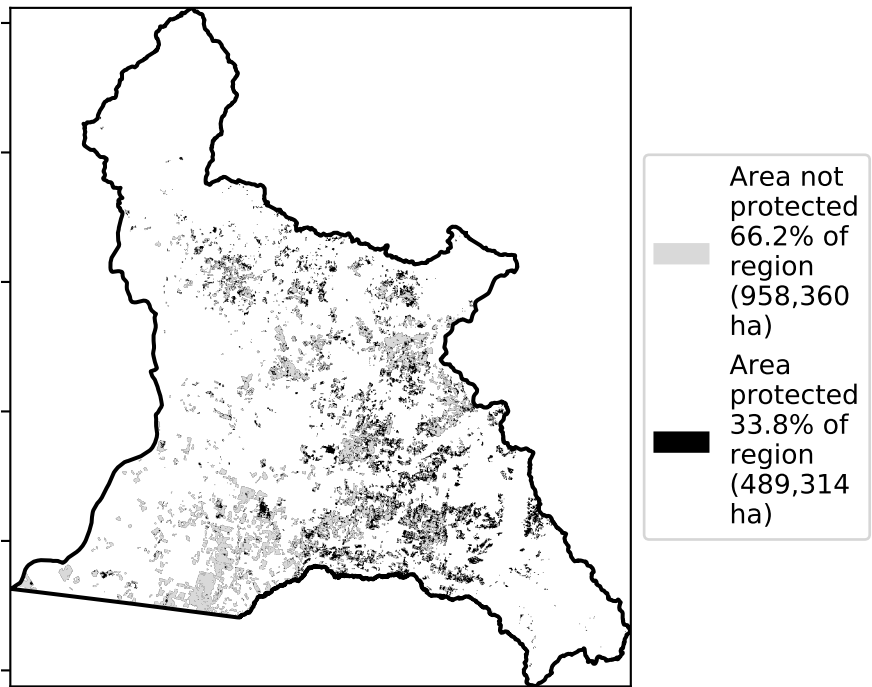 Area not
protected
66.2% of
region
(958,360
ha)
Area
protected
33.8% of
region
(489,314
ha)